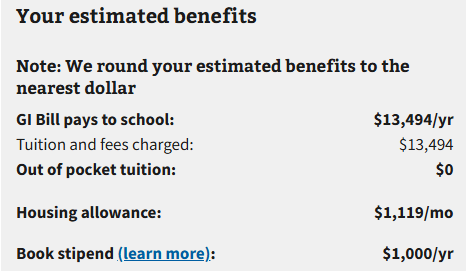 Your estimated benefits
Note: We round your estimated benefits to the
nearest dollar
GI Bill pays to school: $13,494/yr
Tuition and fees charged: $13,494
Out of pocket tuition: $0
Housing allowance: $1,119/mo
Book stipend (learn more): $1,000/yr